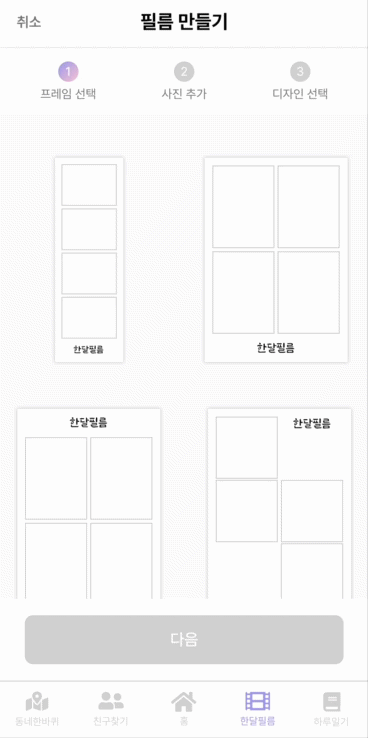 취소
필름 만들기
1
2
3
프레임 선택
사진 추가
디자인 선택
한달필름
한달필름
한달필름
한달필름
다음
동네한바퀴
친구찾기
홈
한달필름
하루일기